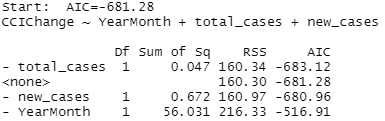 Start:  AIC=-681.28
CCIChange ~ YearMonth + total_cases + new_cases
Df Sum of Sq    RSS     AIC
- total_cases  1     0.047 160.34 -683.12
<none>                     160.30 -681.28
- new_cases    1     0.672 160.97 -680.96
- YearMonth    1    56.031 216.33 -516.91